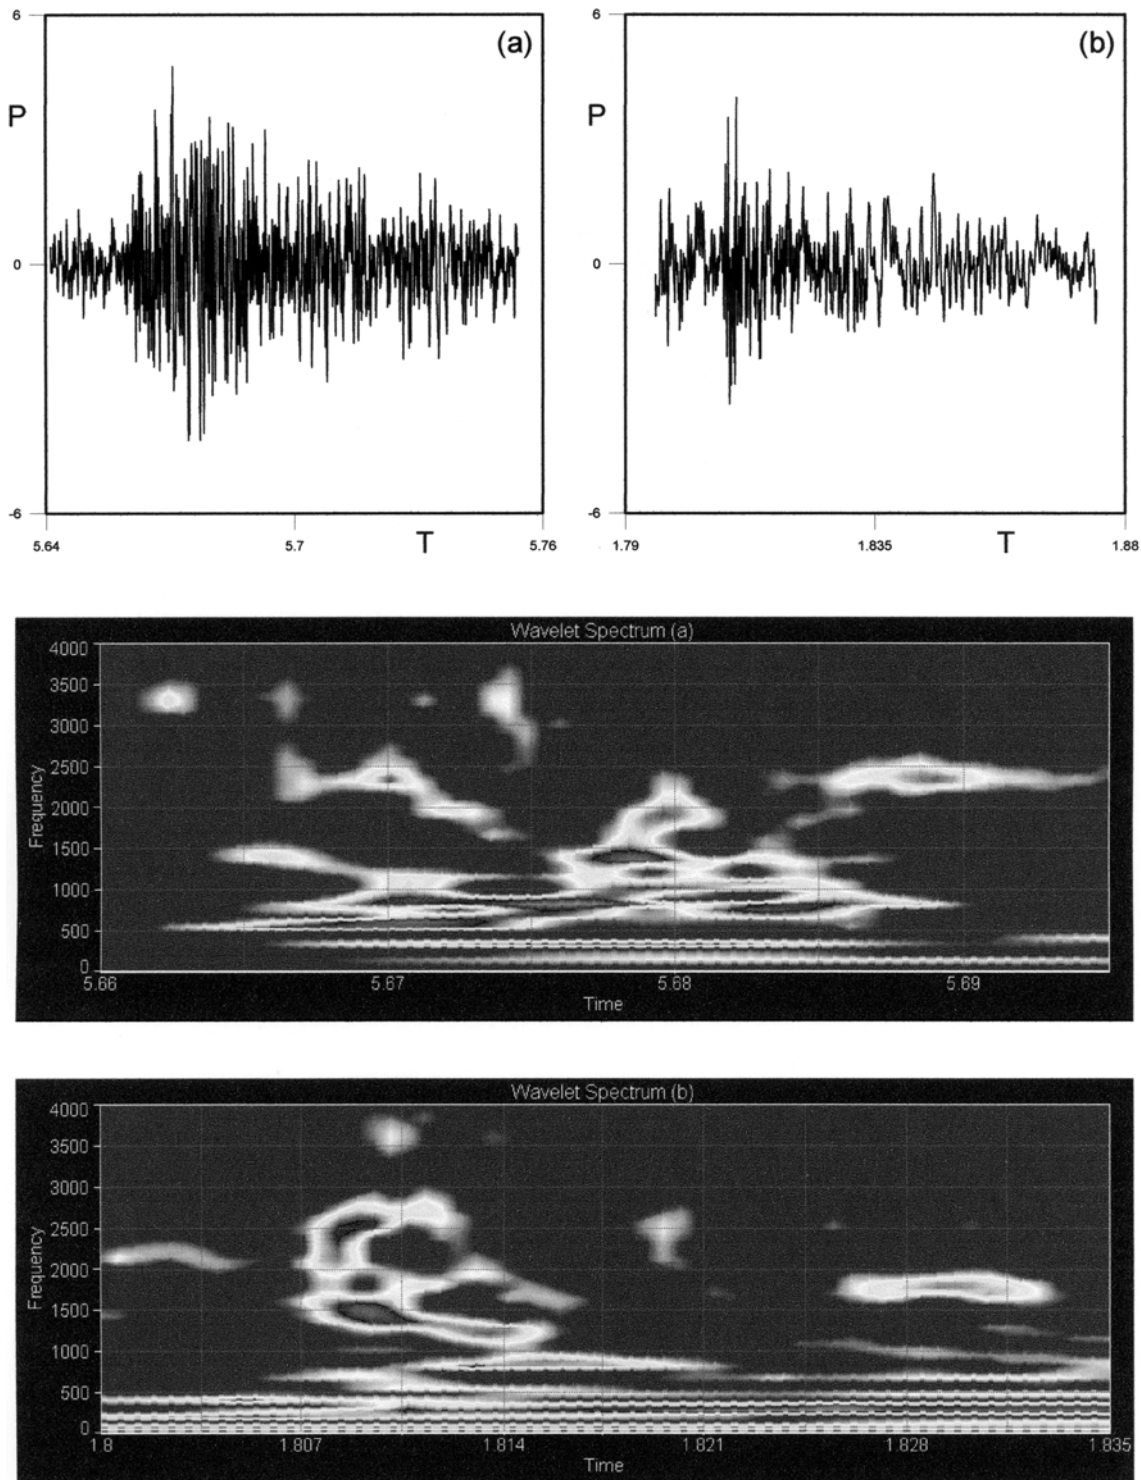 6 6
(a) (b)
P P
0 0
-6 -6
5.64 5.7 T 5.76 1.79 1.835 T 1.88
Wavelet Spectrum (a)
4000
3500
3000
2500
2000
1500
1000
500
0
Frequency
5.66 5.67 5.68 5.69
Time
Wavelet Spectrum (b)
4000
3500
3000
2500
2000
1500
1000
500
0
Frequency
1.8 1.807 1.814 1.821 1.828 1.835
Time